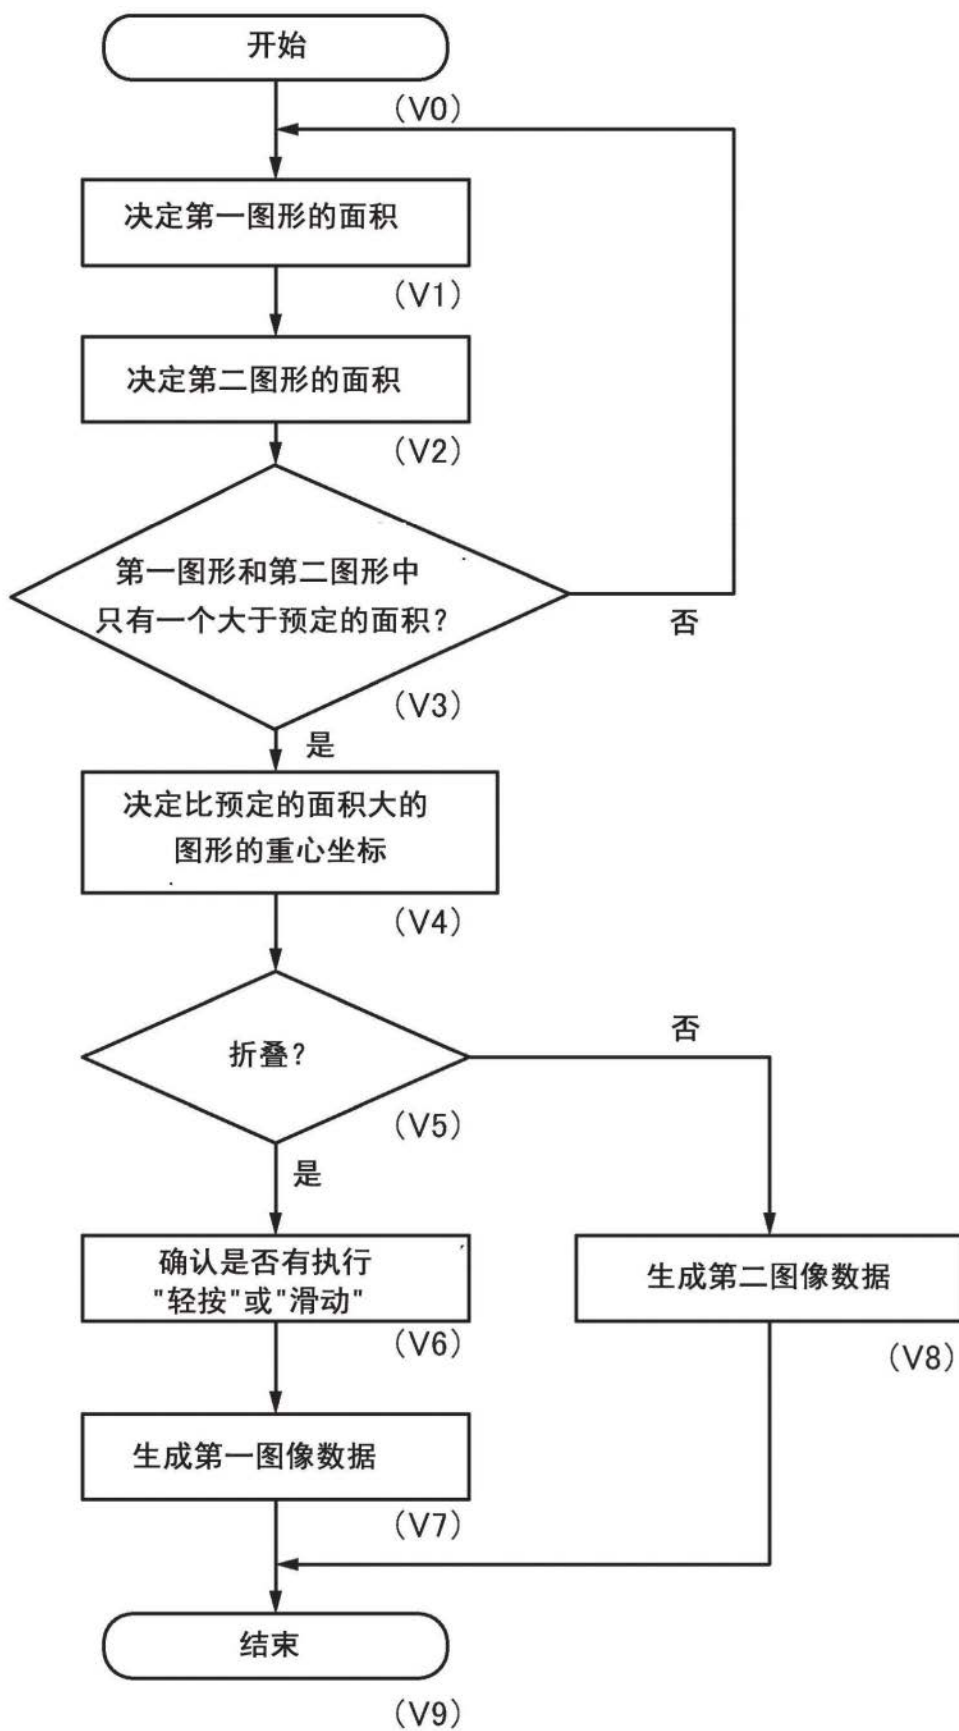 开始
（V0）
决定第一图形的面积
（V1）
决定第二图形的面积
（V2）
第一图形和第二图形中
只有一个大于预定的面积?
否
（V3）
是
决定比预定的面积大的
图形的重心坐标
（V4）
否
折叠?
（V5）
是
确认是否有执行
"轻按"或"滑动"
（V6）
生成第二图像数据
（V8）
生成第一图像数据
（V7）
结束
（V9）